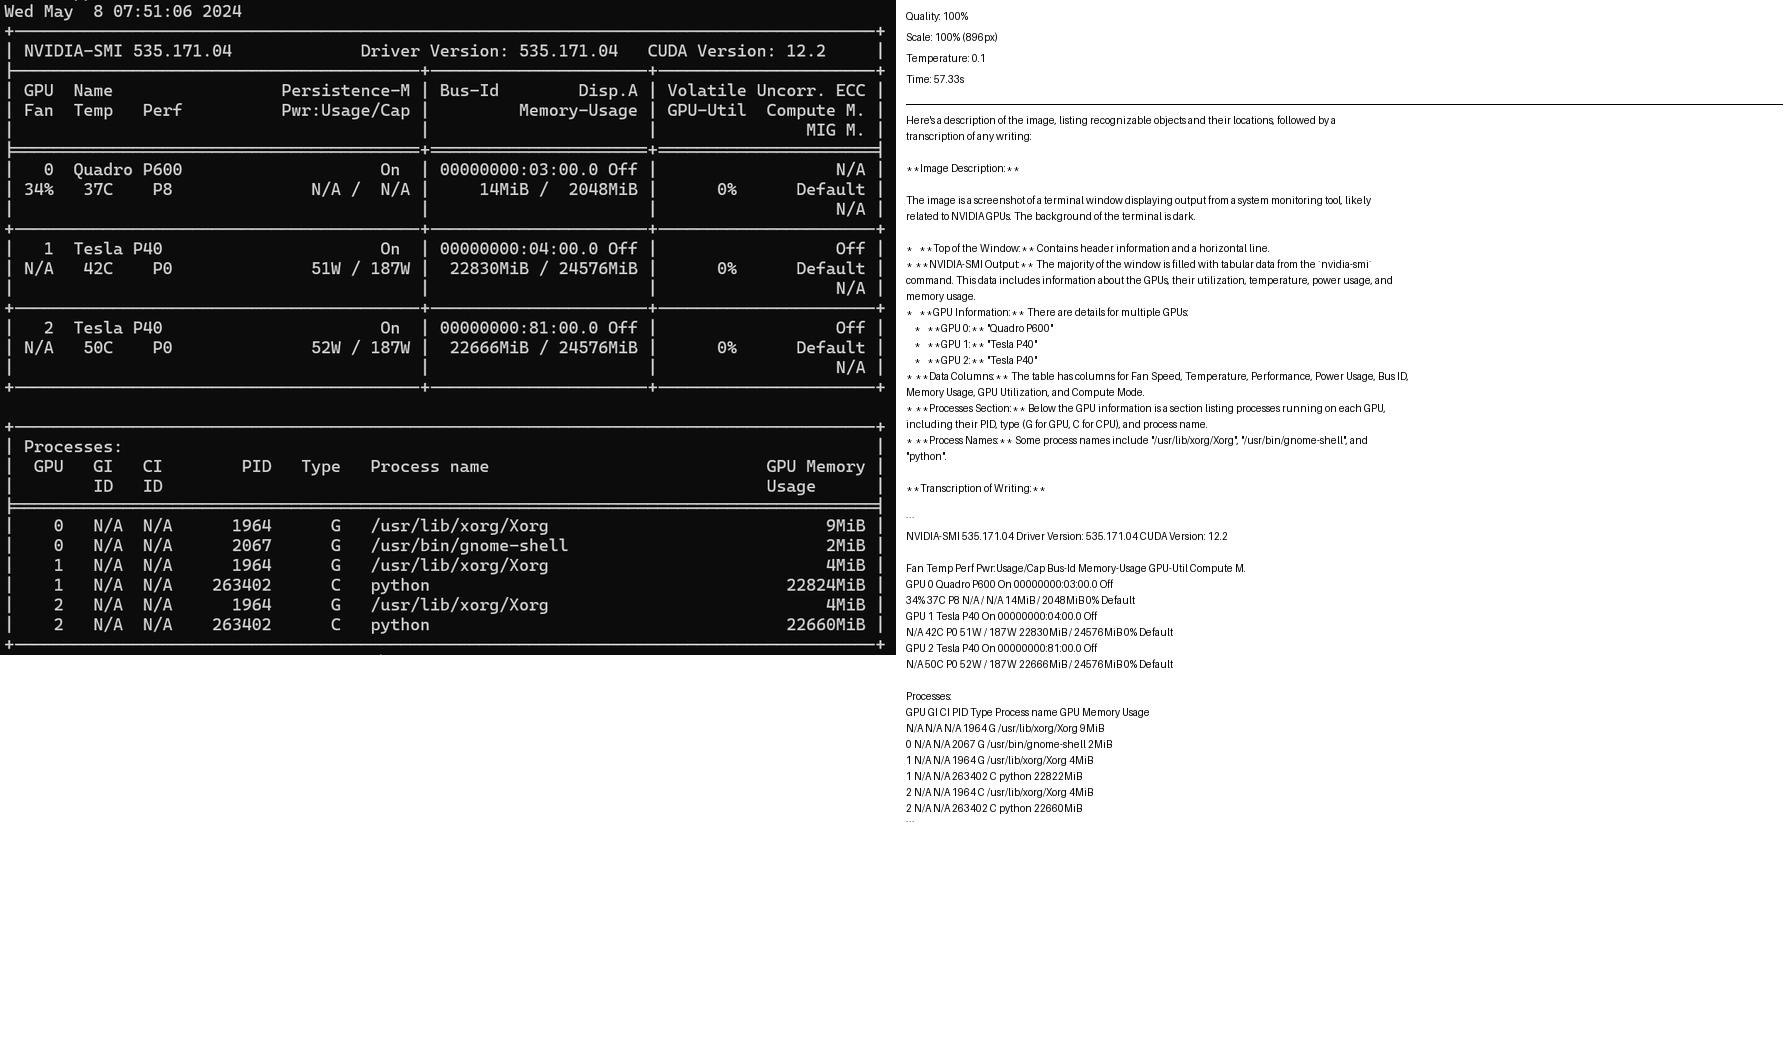 Wed May  8 07:51:06 2024
NVIDIA-SMI 535.171.04 Driver Version: 535.171.04 CUDA Version: 12.2
GPU Name Persistence-M | Bus-Id Disp.A | Volatile Uncorr. ECC
Fan Temp Perf Pwr:Usage/Cap | Memory-Usage | GPU-Util Compute M.
MIG M.
0 Quadro P600 On | 00000000:03:00.0 Off | N/A
34% 37C P8 N/A / N/A | 14MiB / 2048MiB | 0% Default
N/A
1 Tesla P40 On | 00000000:04:00.0 Off | Off
N/A 42C P0 51W / 187W | 22830MiB / 24576MiB | 0% Default
N/A
2 Tesla P40 On | 00000000:81:00.0 Off | Off
N/A 50C P0 52W / 187W | 22666MiB / 24576MiB | 0% Default
N/A
Processes:
GPU GI CI PID Type Process name GPU Memory
ID ID Usage
0 N/A N/A 1964 G /usr/lib/xorg/Xorg 9MiB
0 N/A N/A 2067 G /usr/bin/gnome-shell 2MiB
1 N/A N/A 1964 G /usr/lib/xorg/Xorg 4MiB
1 N/A N/A 263402 C python 22824MiB
2 N/A N/A 1964 G /usr/lib/xorg/Xorg 4MiB
2 N/A N/A 263402 C python 22660MiB
Quality: 100%
Scale: 100% (896px)
Temperature: 0.1
Time: 57.33s
Here's a description of the image, listing recognizable objects and their locations, followed by a
transcription of any writing:
**Image Description:**
The image is a screenshot of a terminal window displaying output from a system monitoring tool, likely
related to NVIDIA GPUs. The background of the terminal is dark.
* **Top of the Window:** Contains header information and a horizontal line.
* **NVIDIA-SMI Output:** The majority of the window is filled with tabular data from the `nvidia-smi`
command. This data includes information about the GPUs, their utilization, temperature, power usage, and
memory usage.
* **GPU Information:** There are details for multiple GPUs:
* **GPU 0:** "Quadro P600"
* **GPU 1:** "Tesla P40"
* **GPU 2:** "Tesla P40"
* **Data Columns:** The table has columns for Fan Speed, Temperature, Performance, Power Usage, Bus ID,
Memory Usage, GPU Utilization, and Compute Mode.
* **Processes Section:** Below the GPU information is a section listing processes running on each GPU,
including their PID, type (G for GPU, C for CPU), and process name.
* **Process Names:** Some process names include "/usr/lib/xorg/Xorg", "/usr/bin/gnome-shell", and
"python".
**Transcription of Writing:**
```
NVIDIA-SMI 535.171.04 Driver Version: 535.171.04 CUDA Version: 12.2
Fan Temp Perf Pwr:Usage/Cap Bus-Id Memory-Usage GPU-Util Compute M.
GPU 0 Quadro P600 On 00000000:03:00.0 Off
34% 37C P8 N/A / N/A 14MiB / 2048MiB 0% Default
GPU 1 Tesla P40 On 00000000:04:00.0 Off
N/A 42C P0 51W / 187W 22830MiB / 24576MiB 0% Default
GPU 2 Tesla P40 On 00000000:81:00.0 Off
N/A 50C P0 52W / 187W 22666MiB / 24576MiB 0% Default
Processes:
GPU GI CI PID Type Process name GPU Memory Usage
N/A N/A N/A 1964 G /usr/lib/xorg/Xorg 9MiB
0 N/A N/A 2067 G /usr/bin/gnome-shell 2MiB
1 N/A N/A 1964 G /usr/lib/xorg/Xorg 4MiB
1 N/A N/A 263402 C python 22822MiB
2 N/A N/A 1964 C /usr/lib/xorg/Xorg 4MiB
2 N/A N/A 263402 C python 22660MiB
```